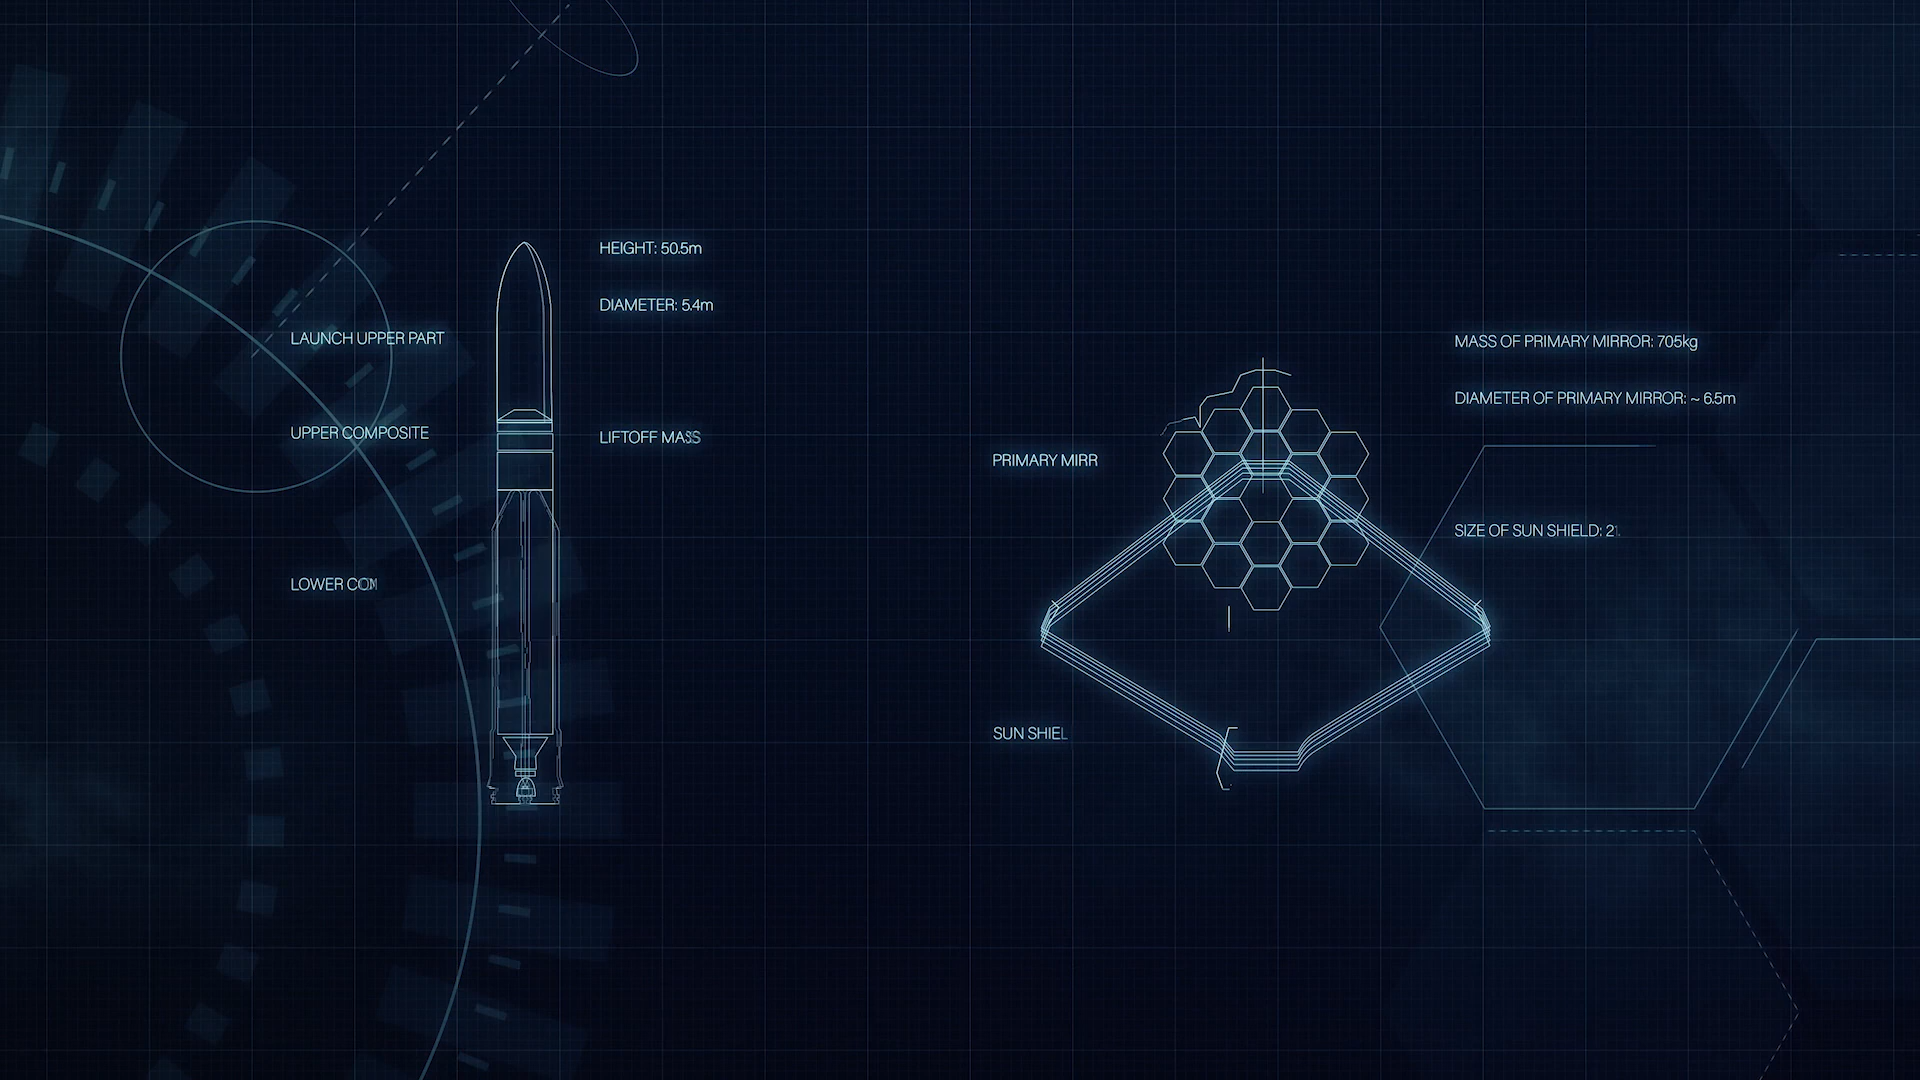 HEIGHT: 50.5m
DIAMETER: 5.4m
LAUNCH UPPER PART
UPPER COMPOSITE
LIFTOFF MASS
LOWER COM
MASS OF PRIMARY MIRROR: 705kg
DIAMETER OF PRIMARY MIRROR: ~ 6.5m
PRIMARY MIRR
SIZE OF SUN SHIELD: 21
SUN SHIEL